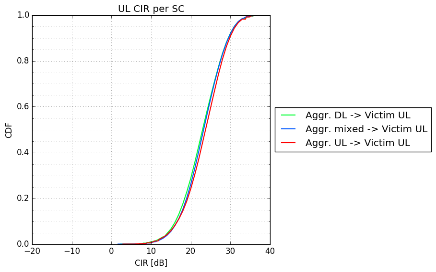 UL CIR per SC
1.0
0.8
0.6
0.4
0.2
0.0
CDF
−20 −10 0 10 20 30 40
CIR [dB]
Aggr. DL -> Victim UL
Aggr. mixed -> Victim UL
Aggr. UL -> Victim UL